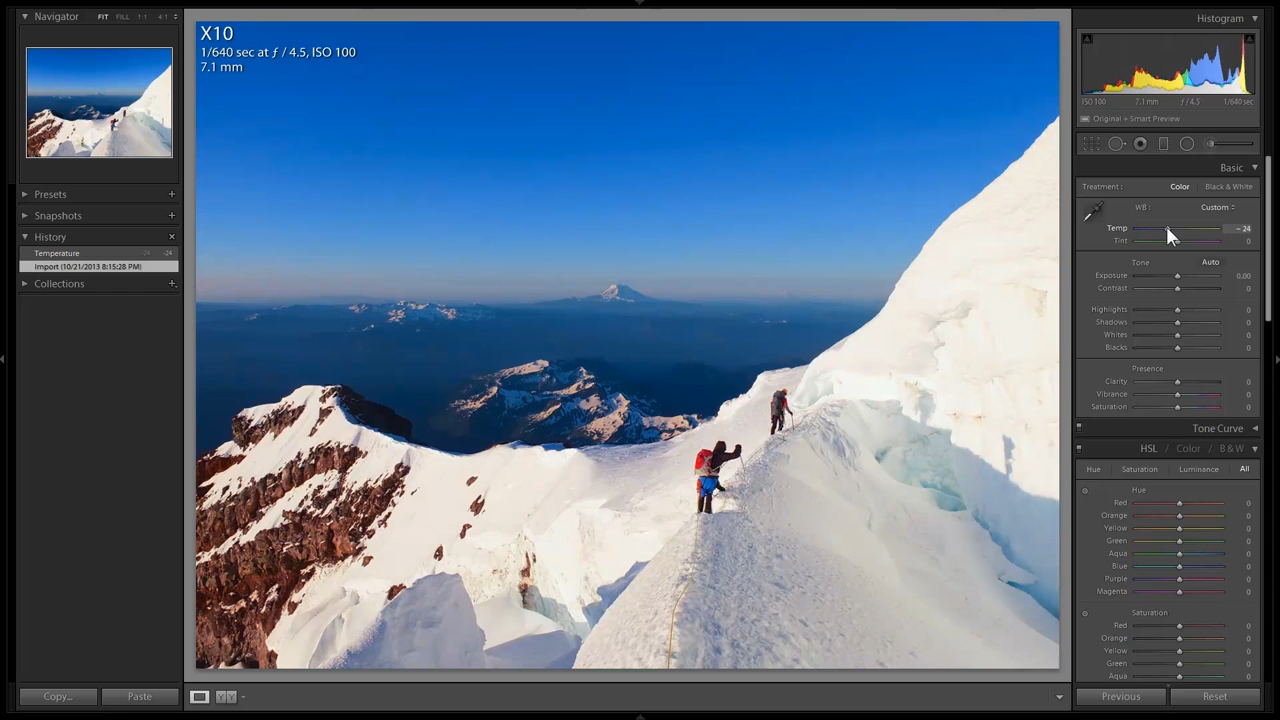 Navigator FIT FILL 1:1 4:1
Presets
Snapshots
History
Temperature -24 -24
Import (10/21/2013 8:15:28 PM)
Collections
Copy... Paste
X10
1/640 sec at ƒ / 4.5, ISO 100
7.1 mm
Histogram
ISO 100 7.1 mm ƒ / 4.5 1/640 sec
Original + Smart Preview
Basic
Treatment : Color Black & White
WB : Custom
Temp – 24
Tint 0
Tone Auto
Exposure 0.00
Contrast 0
Highlights 0
Shadows 0
Whites 0
Blacks 0
Presence
Clarity 0
Vibrance 0
Saturation 0
Tone Curve
HSL / Color / B & W
Hue Saturation Luminance All
Hue
Red 0
Orange 0
Yellow 0
Green 0
Aqua 0
Blue 0
Purple 0
Magenta 0
Saturation
Red 0
Orange 0
Yellow 0
Green 0
Aqua 0
Previous Reset